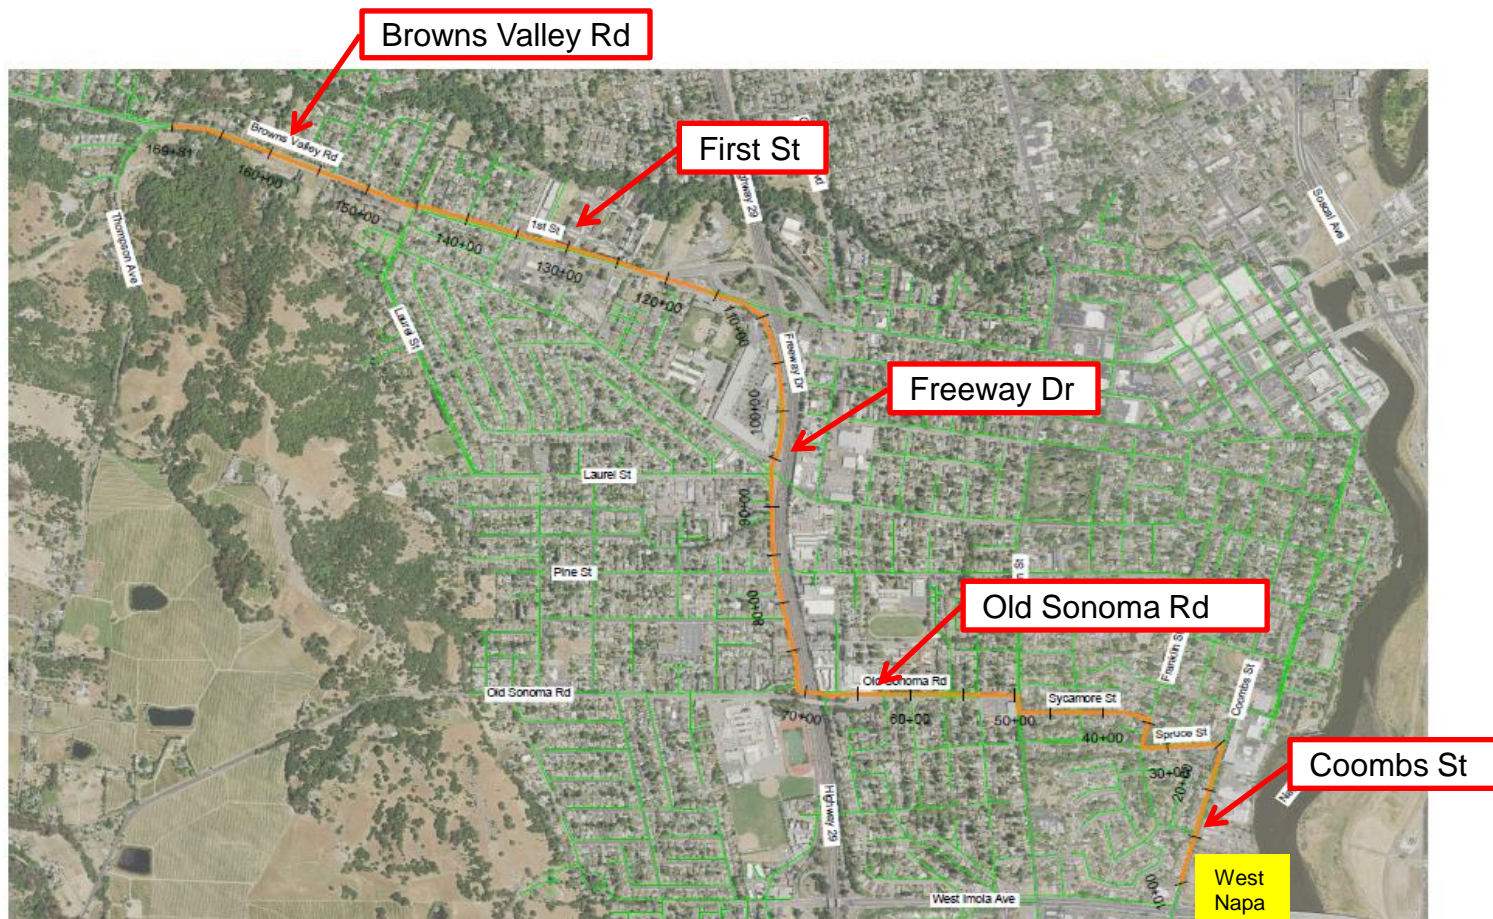 Browns Valley Rd
First St
Browns Valley Rd
169+81
160+00
150+00
1st St
140+00
130+00
120+00
110+00
Highway 29
Soscol Ave
Thompson Ave
Laurel St
Freeway Dr
Freeway Dr
100+00
Laurel St
90+00
Pine St
80+00
Old Sonoma Rd
Old Sonoma Rd
Old Sonoma Rd
70+00
60+00
50+00
Sycamore St
40+00
Franklin St
Coombs St
Spruce St
30+00
20+00
Coombs St
Highway 29
10+00
West Imola Ave
West
Napa